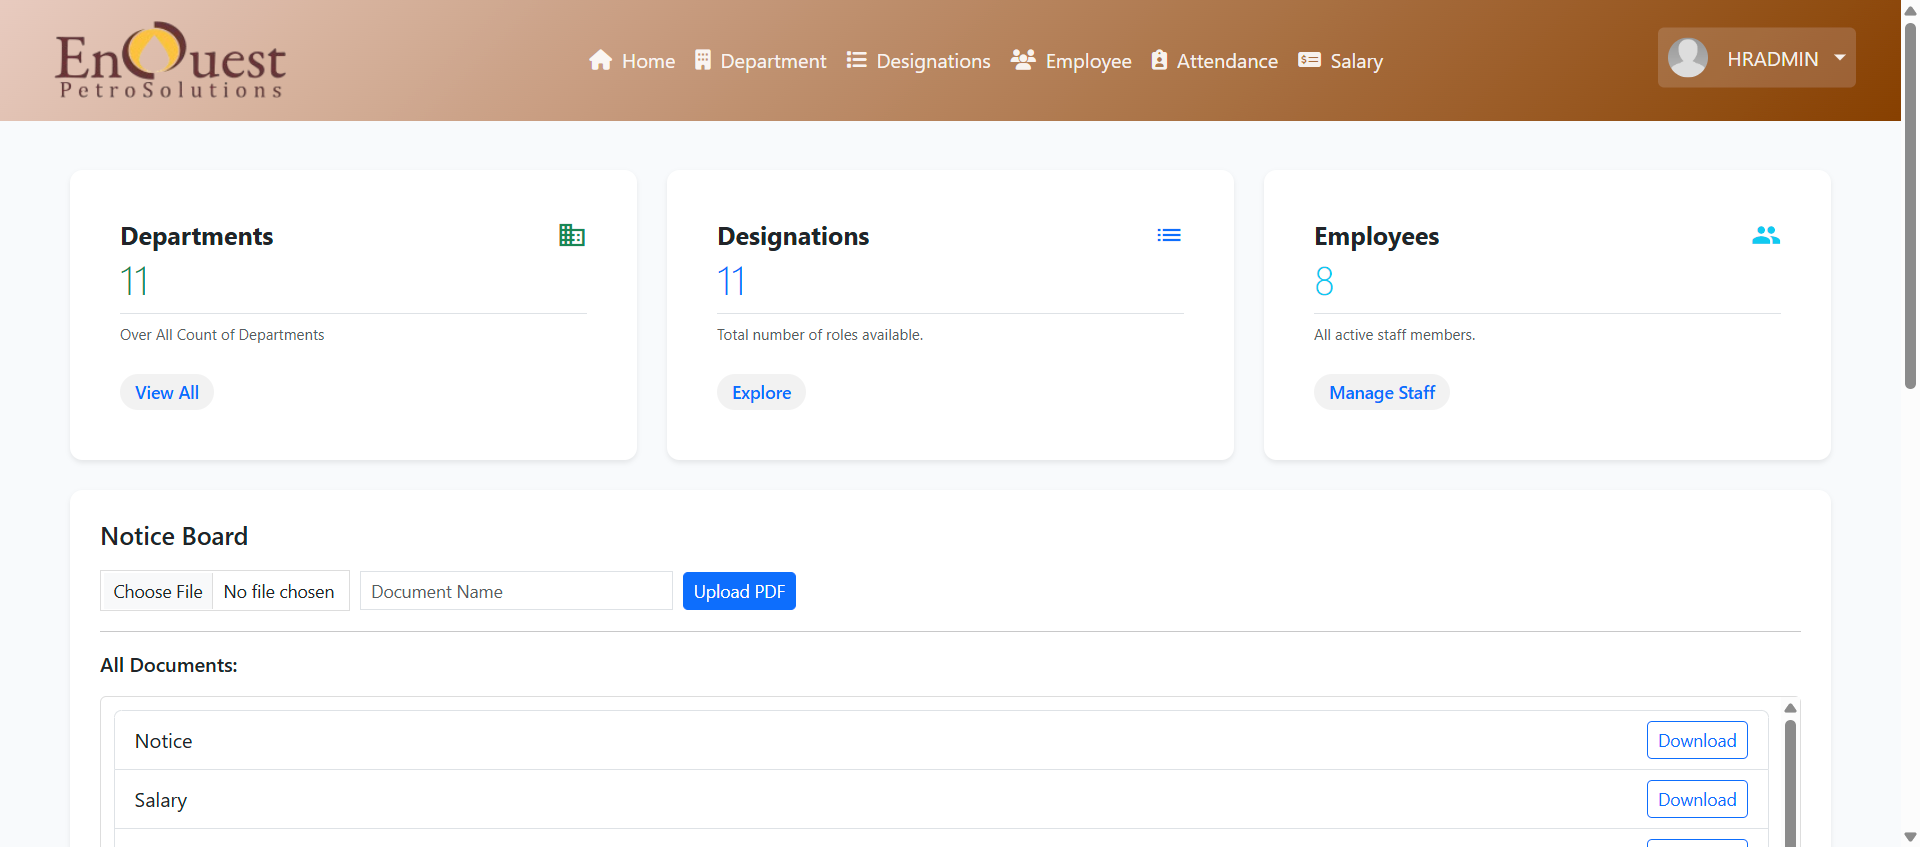 EnQuest
PetroSolutions
Home Department Designations Employee Attendance Salary
HRADMIN
Departments
11
Over All Count of Departments
View All
Designations
11
Total number of roles available.
Explore
Employees
8
All active staff members.
Manage Staff
Notice Board
Choose File No file chosen Document Name Upload PDF
All Documents:
Notice Download
Salary Download